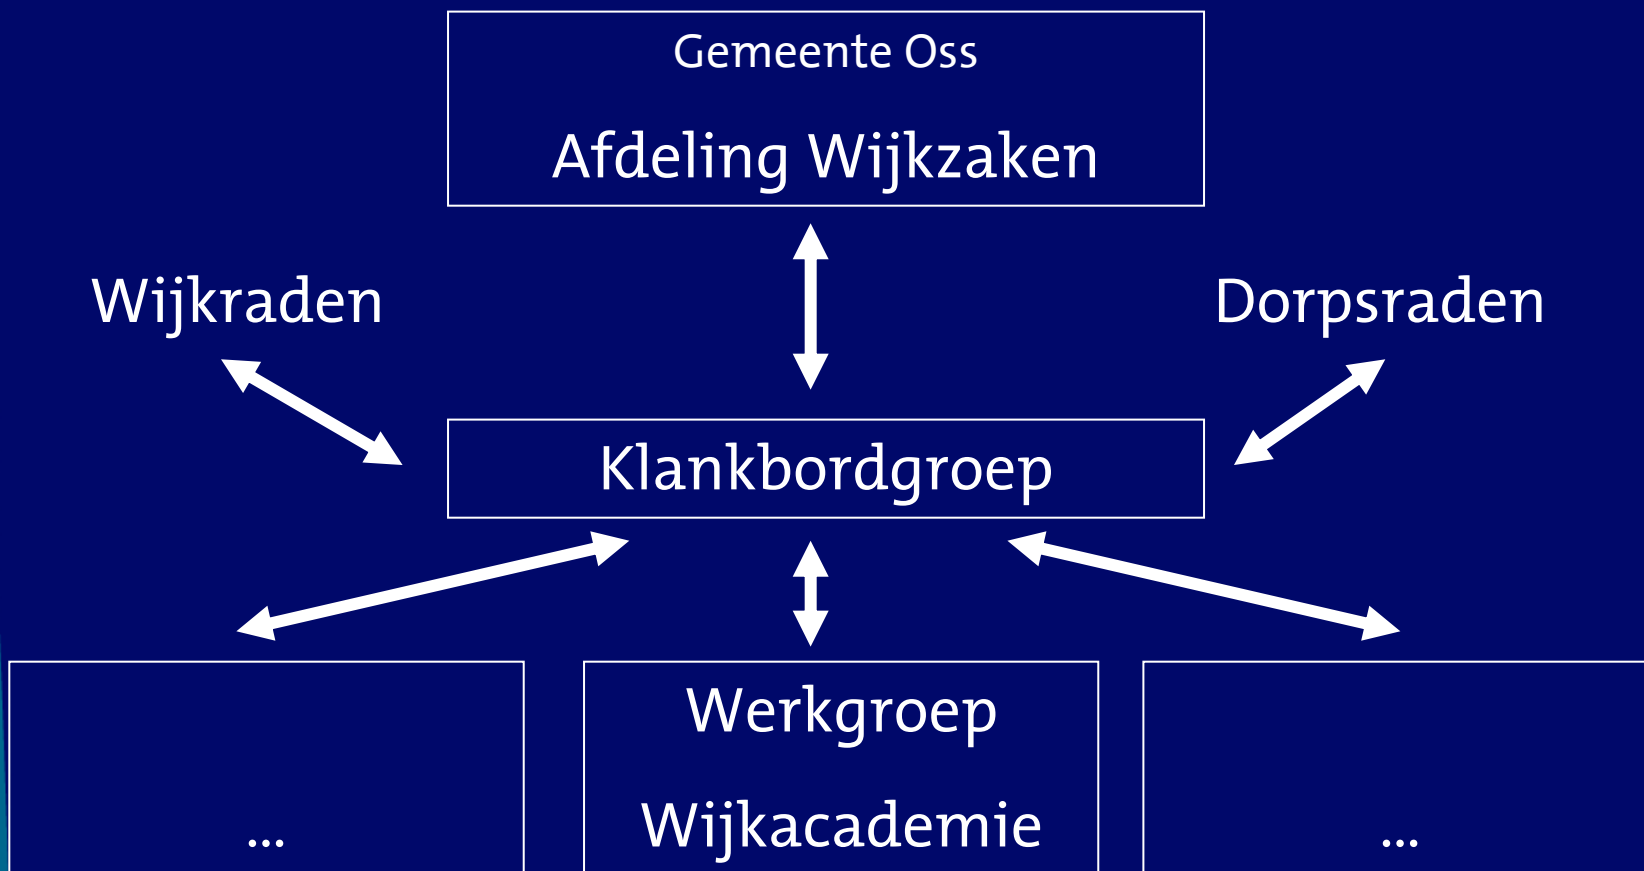 Gemeente Oss
Afdeling Wijkzaken
Wijkraden
Dorpsraden
Klankbordgroep
...
Werkgroep
Wijkacademie
...